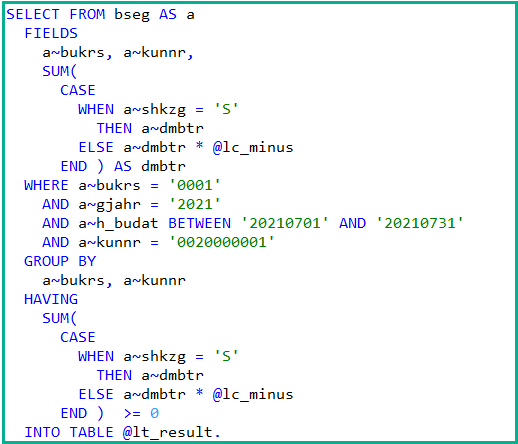 SELECT FROM bseg AS a
  FIELDS
    a~bukrs, a~kunnr,
    SUM(
      CASE
        WHEN a~shkzg = 'S'
          THEN a~dmbtr
        ELSE a~dmbtr * @lc_minus
      END ) AS dmbtr
  WHERE a~bukrs = '0001'
    AND a~gjahr = '2021'
    AND a~h_budat BETWEEN '20210701' AND '20210731'
    AND a~kunnr = '0020000001'
  GROUP BY
    a~bukrs, a~kunnr
  HAVING
    SUM(
      CASE
        WHEN a~shkzg = 'S'
          THEN a~dmbtr
        ELSE a~dmbtr * @lc_minus
      END )  >= 0
  INTO TABLE @lt_result.